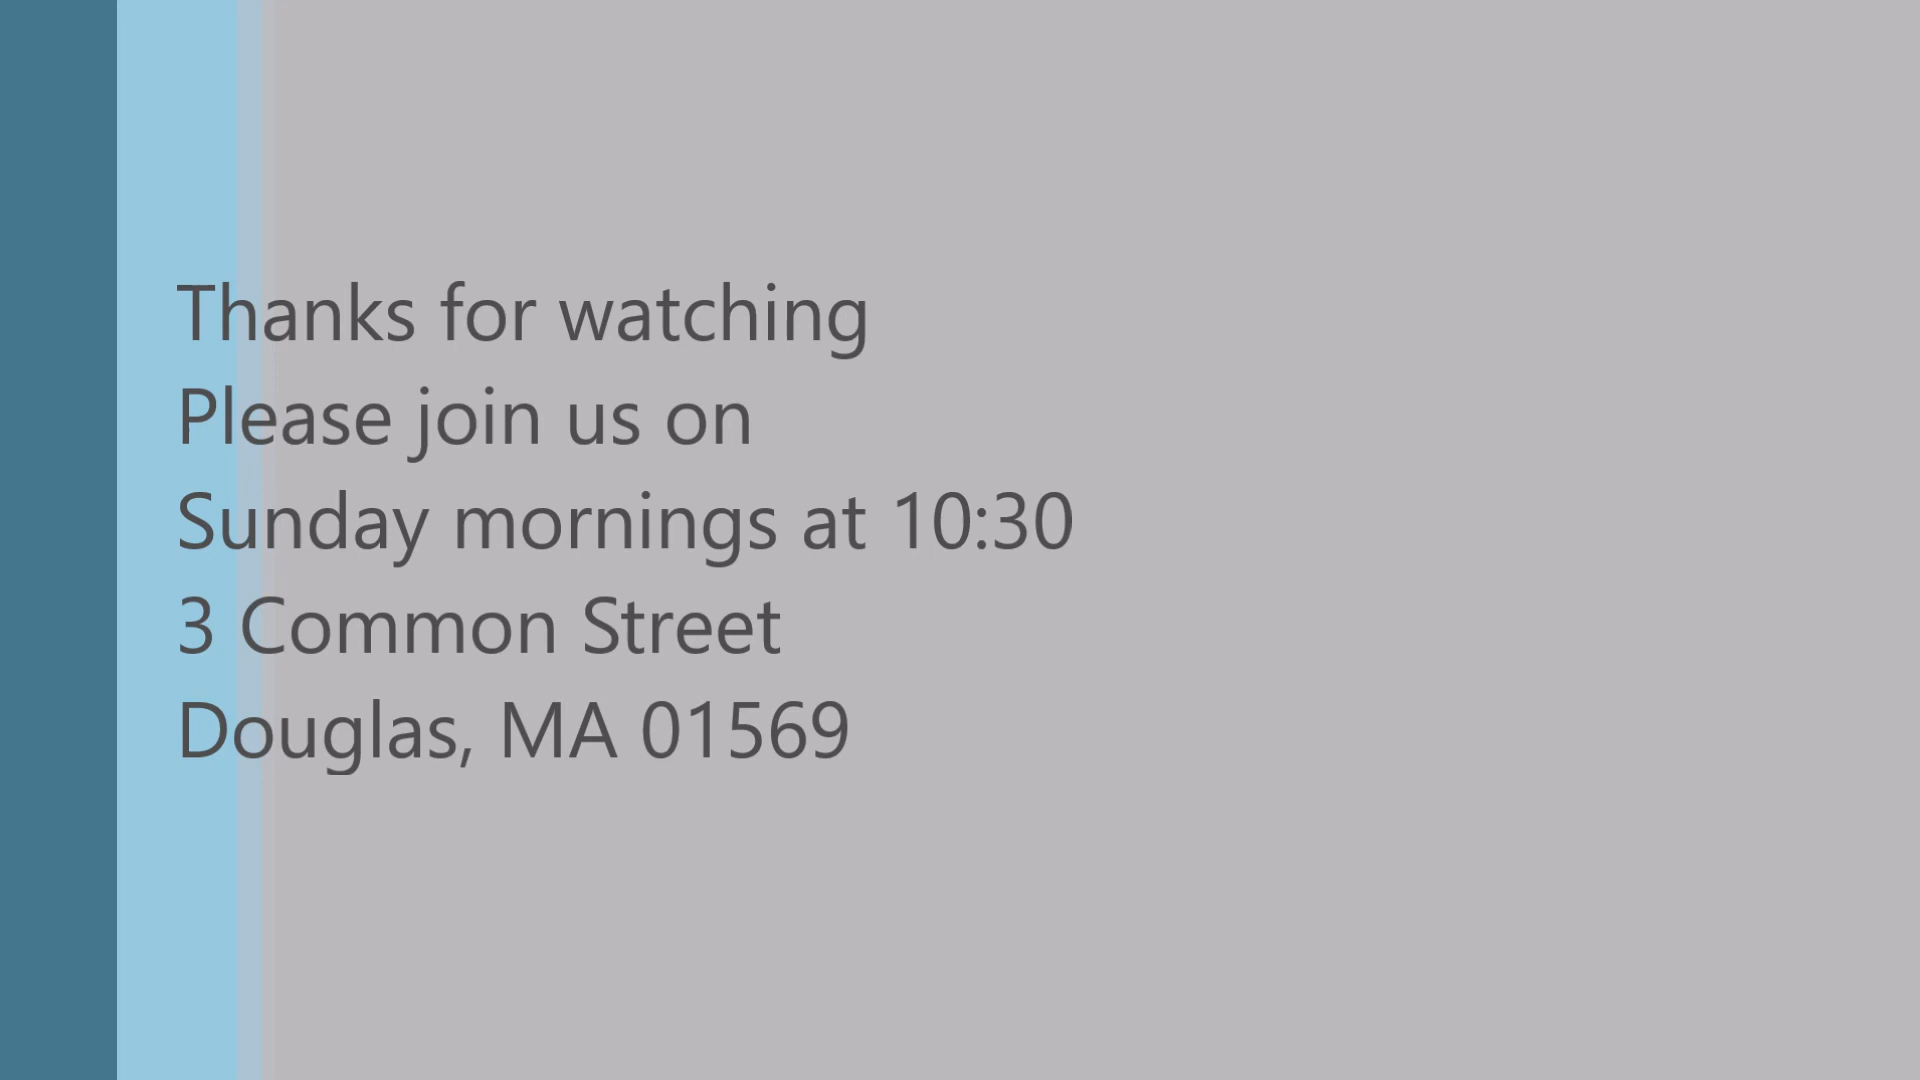 Thanks for watching
Please join us on
Sunday mornings at 10:30
3 Common Street
Douglas, MA 01569